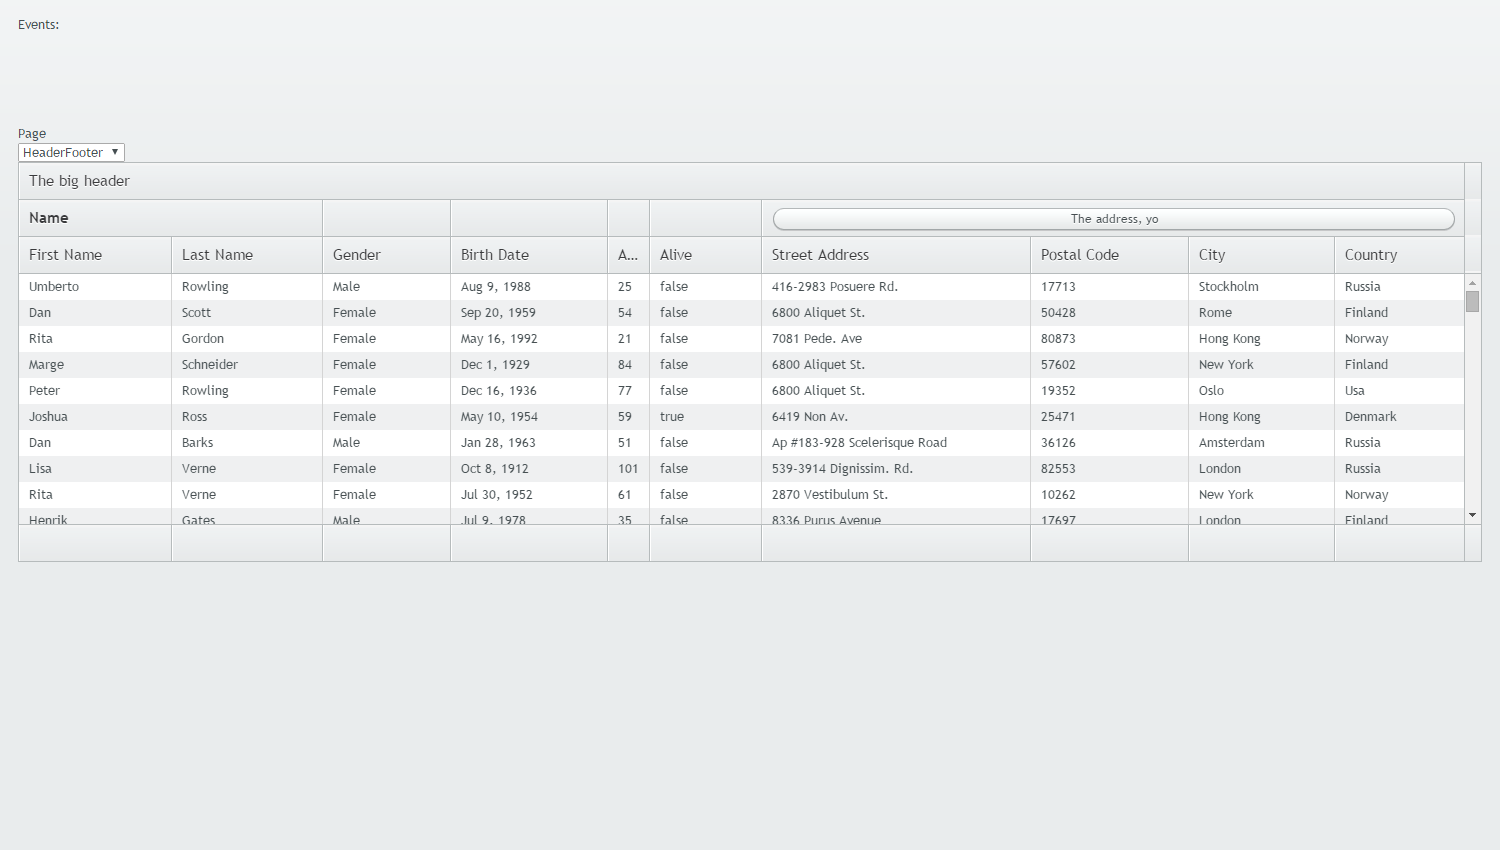 Events:
Page
HeaderFooter ▼
The big header
Name The address, yo
First Name Last Name Gender Birth Date A... Alive Street Address Postal Code City Country
Umberto Rowling Male Aug 9, 1988 25 false 416-2983 Posuere Rd. 17713 Stockholm Russia
Dan Scott Female Sep 20, 1959 54 false 6800 Aliquet St. 50428 Rome Finland
Rita Gordon Female May 16, 1992 21 false 7081 Pede. Ave 80873 Hong Kong Norway
Marge Schneider Female Dec 1, 1929 84 false 6800 Aliquet St. 57602 New York Finland
Peter Rowling Female Dec 16, 1936 77 false 6800 Aliquet St. 19352 Oslo Usa
Joshua Ross Female May 10, 1954 59 true 6419 Non Av. 25471 Hong Kong Denmark
Dan Barks Male Jan 28, 1963 51 false Ap #183-928 Scelerisque Road 36126 Amsterdam Russia
Lisa Verne Female Oct 8, 1912 101 false 539-3914 Dignissim. Rd. 82553 London Russia
Rita Verne Female Jul 30, 1952 61 false 2870 Vestibulum St. 10262 New York Norway
Henrik Gates Male Jul 9, 1978 35 false 8336 Purus Avenue 17697 London Finland